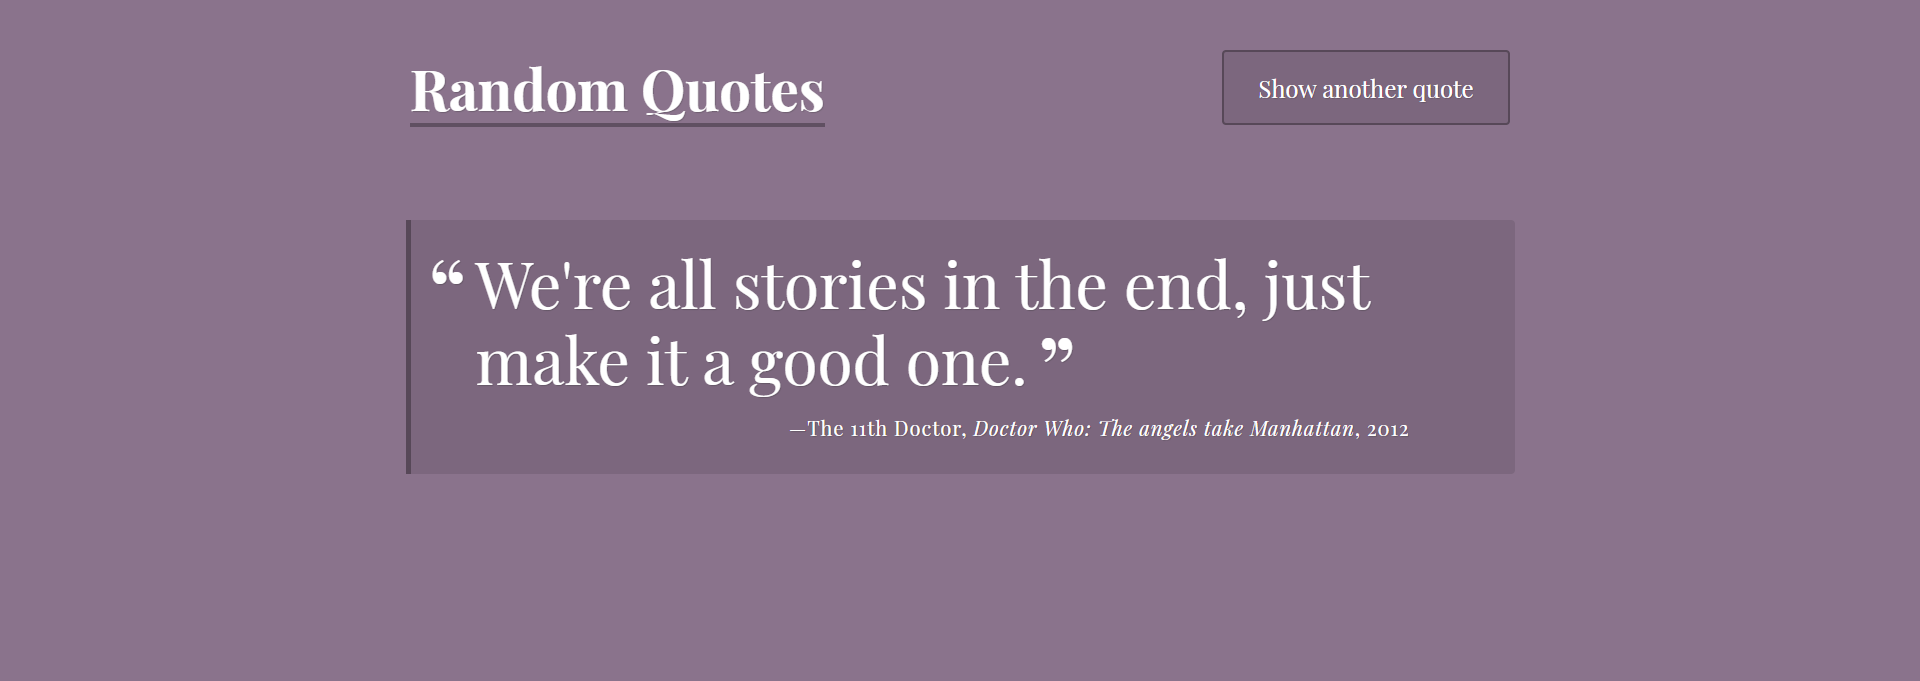 Random Quotes
Show another quote
“ We're all stories in the end, just
make it a good one. ”
—The 11th Doctor, Doctor Who: The angels take Manhattan, 2012